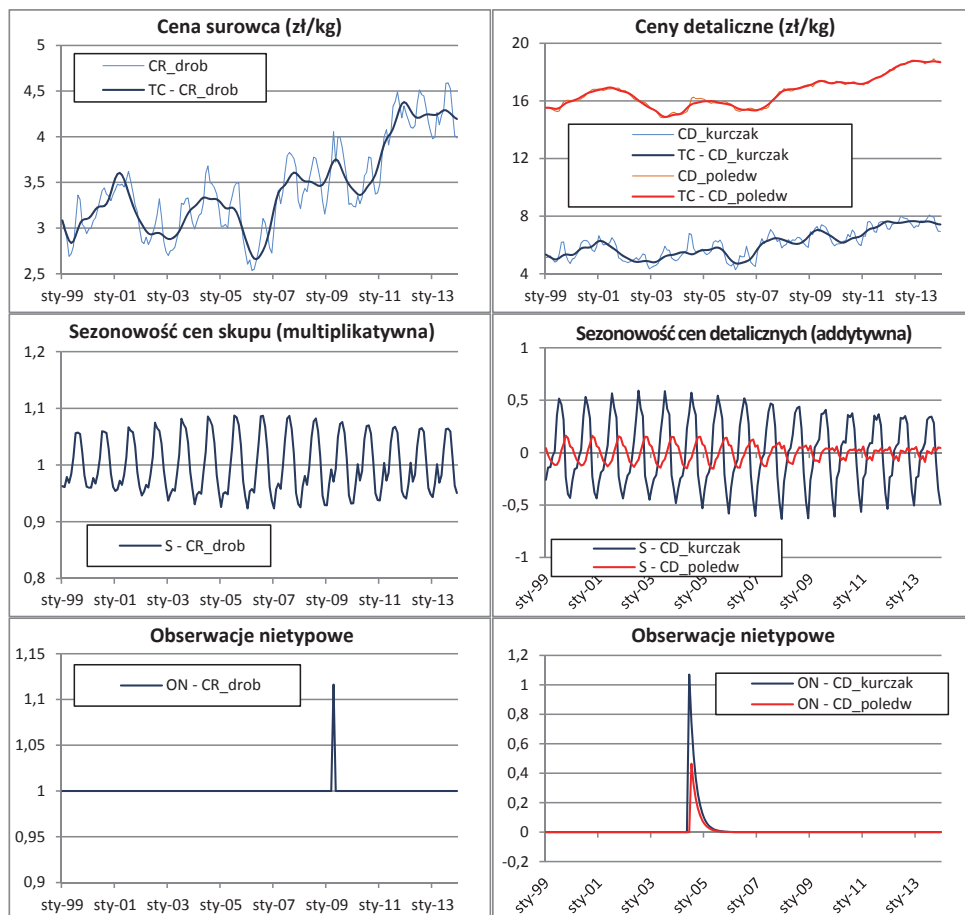 Cena surowca (zł/kg)
5
4,5
4
3,5
3
2,5
CR_drob
TC - CR_drob
sty-99 sty-01 sty-03 sty-05 sty-07 sty-09 sty-11 sty-13
Ceny detaliczne (zł/kg)
20
16
12
8
4
CD_kurczak
TC - CD_kurczak
CD_poledw
TC - CD_poledw
sty-99 sty-01 sty-03 sty-05 sty-07 sty-09 sty-11 sty-13
Sezonowość cen skupu (multiplikatywna)
1,2
1,1
1
0,9
0,8
S - CR_drob
sty-99 sty-01 sty-03 sty-05 sty-07 sty-09 sty-11 sty-13
Sezonowość cen detalicznych (addytywna)
1
0,5
0
-0,5
-1
S - CD_kurczak
S - CD_poledw
sty-99 sty-01 sty-03 sty-05 sty-07 sty-09 sty-11 sty-13
Obserwacje nietypowe
1,15
1,1
1,05
1
0,95
0,9
ON - CR_drob
sty-99 sty-01 sty-03 sty-05 sty-07 sty-09 sty-11 sty-13
Obserwacje nietypowe
1,2
1
0,8
0,6
0,4
0,2
0
-0,2
ON - CD_kurczak
ON - CD_poledw
sty-99 sty-01 sty-03 sty-05 sty-07 sty-09 sty-11 sty-13